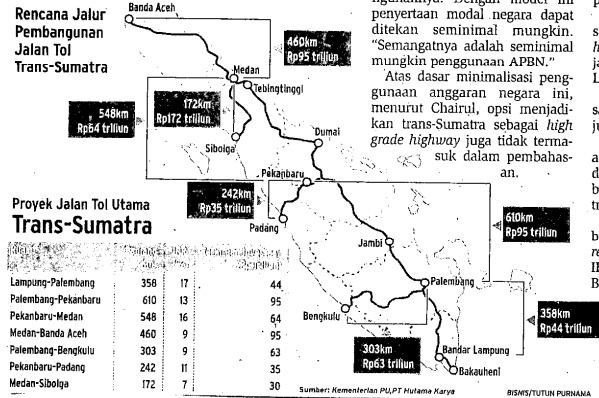 Rencana Jalur
Pembangunan
Jalan Tol
Trans-Sumatra
Banda Aceh
460km
Rp95 triliun
Medan
Tebingtinggi
548km
Rp64 triliun
172km
Rp172 triliun
Sibolga
Dumai
Pekanbaru
242km
Rp35 triliun
Padang
610km
Rp95 triliun
Jambi
Palembang
Bengkulu
358km
Rp44 triliun
303km
Rp63 triliun
Bandar Lampung
Bakauheni
penyertaan modal negara dapat
ditekan seminimal mungkin.
“Semangatnya adalah seminimal
mungkin penggunaan APBN.”
Atas dasar minimalisasi peng-
gunaan anggaran negara ini,
menurut Chairul, opsi menjadi-
kan trans-Sumatra sebagai high
grade highway juga tidak terma-
suk dalam pembahas-
an.
Proyek Jalan Tol Utama
Trans-Sumatra
Lampung-Palembang 358 17 44
Palembang-Pekanbaru 610 13 95
Pekanbaru-Medan 548 16 64
Medan-Banda Aceh 460 9 95
Palembang-Bengkulu 303 9 63
Pekanbaru-Padang 242 11 35
Medan-Sibolga 172 7 30
Sumber: Kementerian PU,PT Hutama Karya
BISNIS/TUTUN PURNAMA